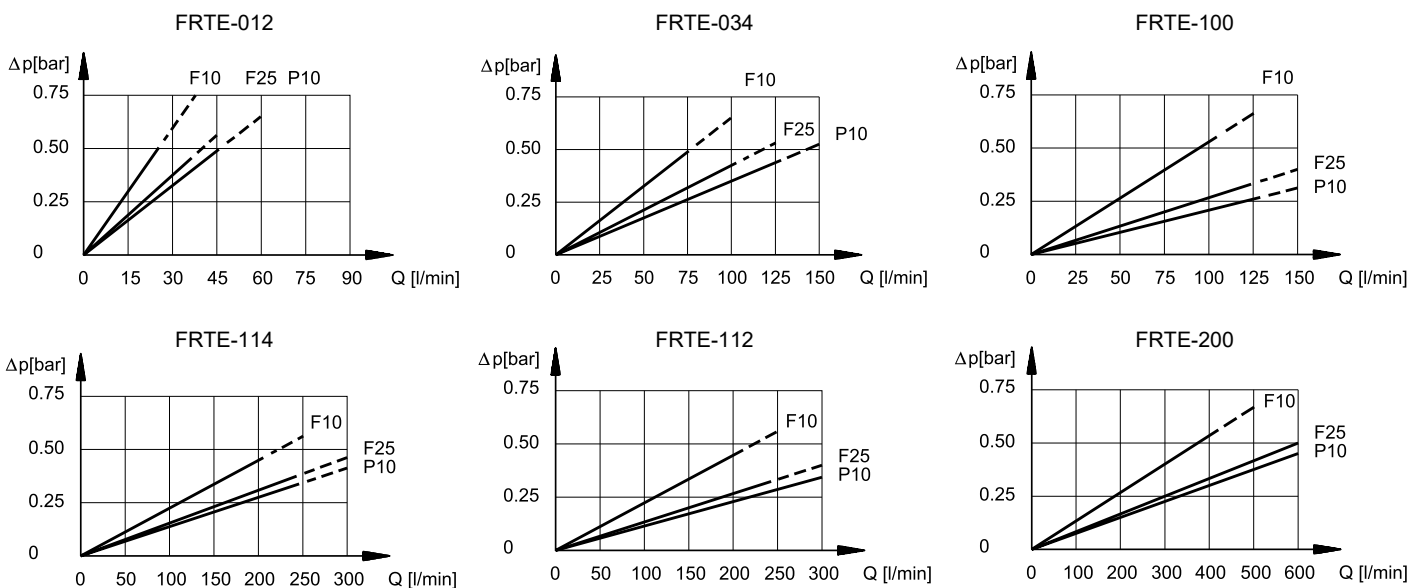 FRTE-012
Δp[bar]
F10 F25 P10
0.75
0.50
0.25
0
0 15 30 45 60 75 90 Q [l/min]
FRTE-034
Δp[bar]
F10
0.75
F25
P10
0.50
0.25
0
0 25 50 75 100 125 150 Q [l/min]
FRTE-100
Δp[bar]
F10
0.75
0.50
F25
P10
0.25
0
0 25 50 75 100 125 150 Q [l/min]
FRTE-114
Δp[bar]
0.75
F10
0.50
F25
P10
0.25
0
0 50 100 150 200 250 300 Q [l/min]
FRTE-112
Δp[bar]
0.75
F10
0.50
F25
P10
0.25
0
0 50 100 150 200 250 300 Q [l/min]
FRTE-200
Δp[bar]
0.75
F10
0.50
F25
P10
0.25
0
0 100 200 300 400 500 600 Q [l/min]